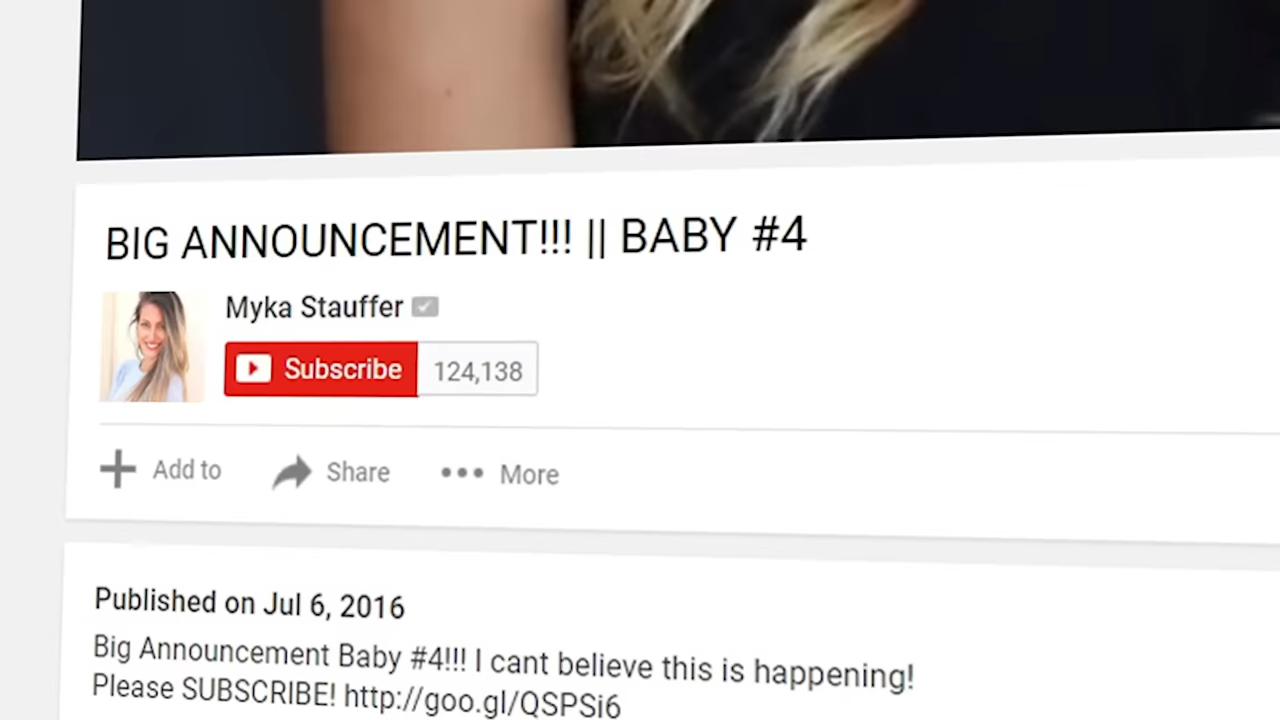 BIG ANNOUNCEMENT!!! || BABY #4
Myka Stauffer
Subscribe 124,138
Add to Share More
Published on Jul 6, 2016
Big Announcement Baby #4!!! I cant believe this is happening!
Please SUBSCRIBE! http://goo.gl/QSPSi6